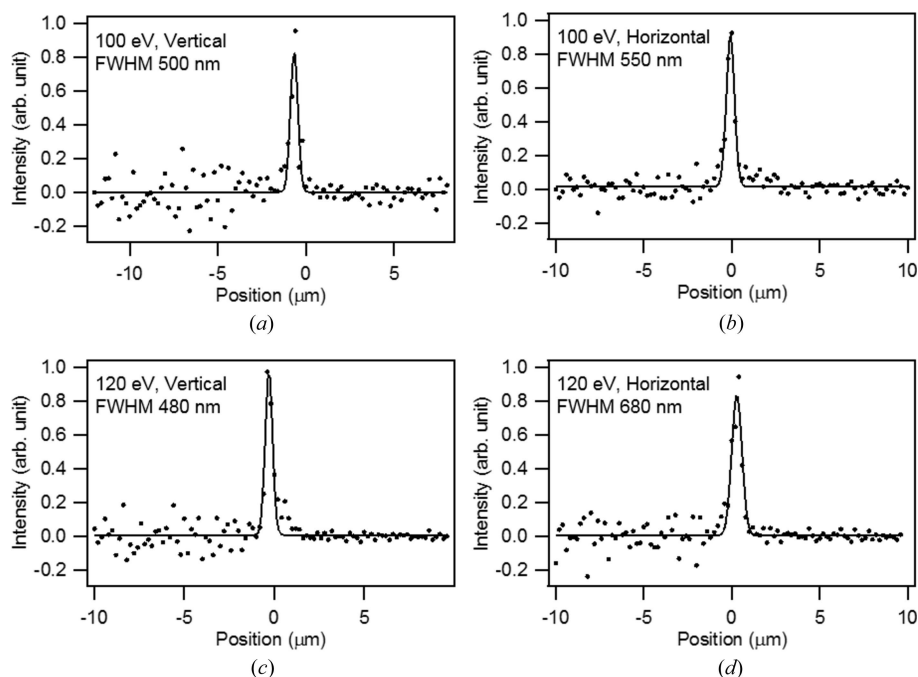 1.0
0.8
0.6
0.4
0.2
0.0
-0.2
Intensity (arb. unit)
100 eV, Vertical
FWHM 500 nm
-10 -5 0 5
Position (μm)
(a)
1.0
0.8
0.6
0.4
0.2
0.0
-0.2
Intensity (arb. unit)
100 eV, Horizontal
FWHM 550 nm
-10 -5 0 5 10
Position (μm)
(b)
1.0
0.8
0.6
0.4
0.2
0.0
-0.2
Intensity (arb. unit)
120 eV, Vertical
FWHM 480 nm
-10 -5 0 5
Position (μm)
(c)
1.0
0.8
0.6
0.4
0.2
0.0
-0.2
Intensity (arb. unit)
120 eV, Horizontal
FWHM 680 nm
-10 -5 0 5 10
Position (μm)
(d)